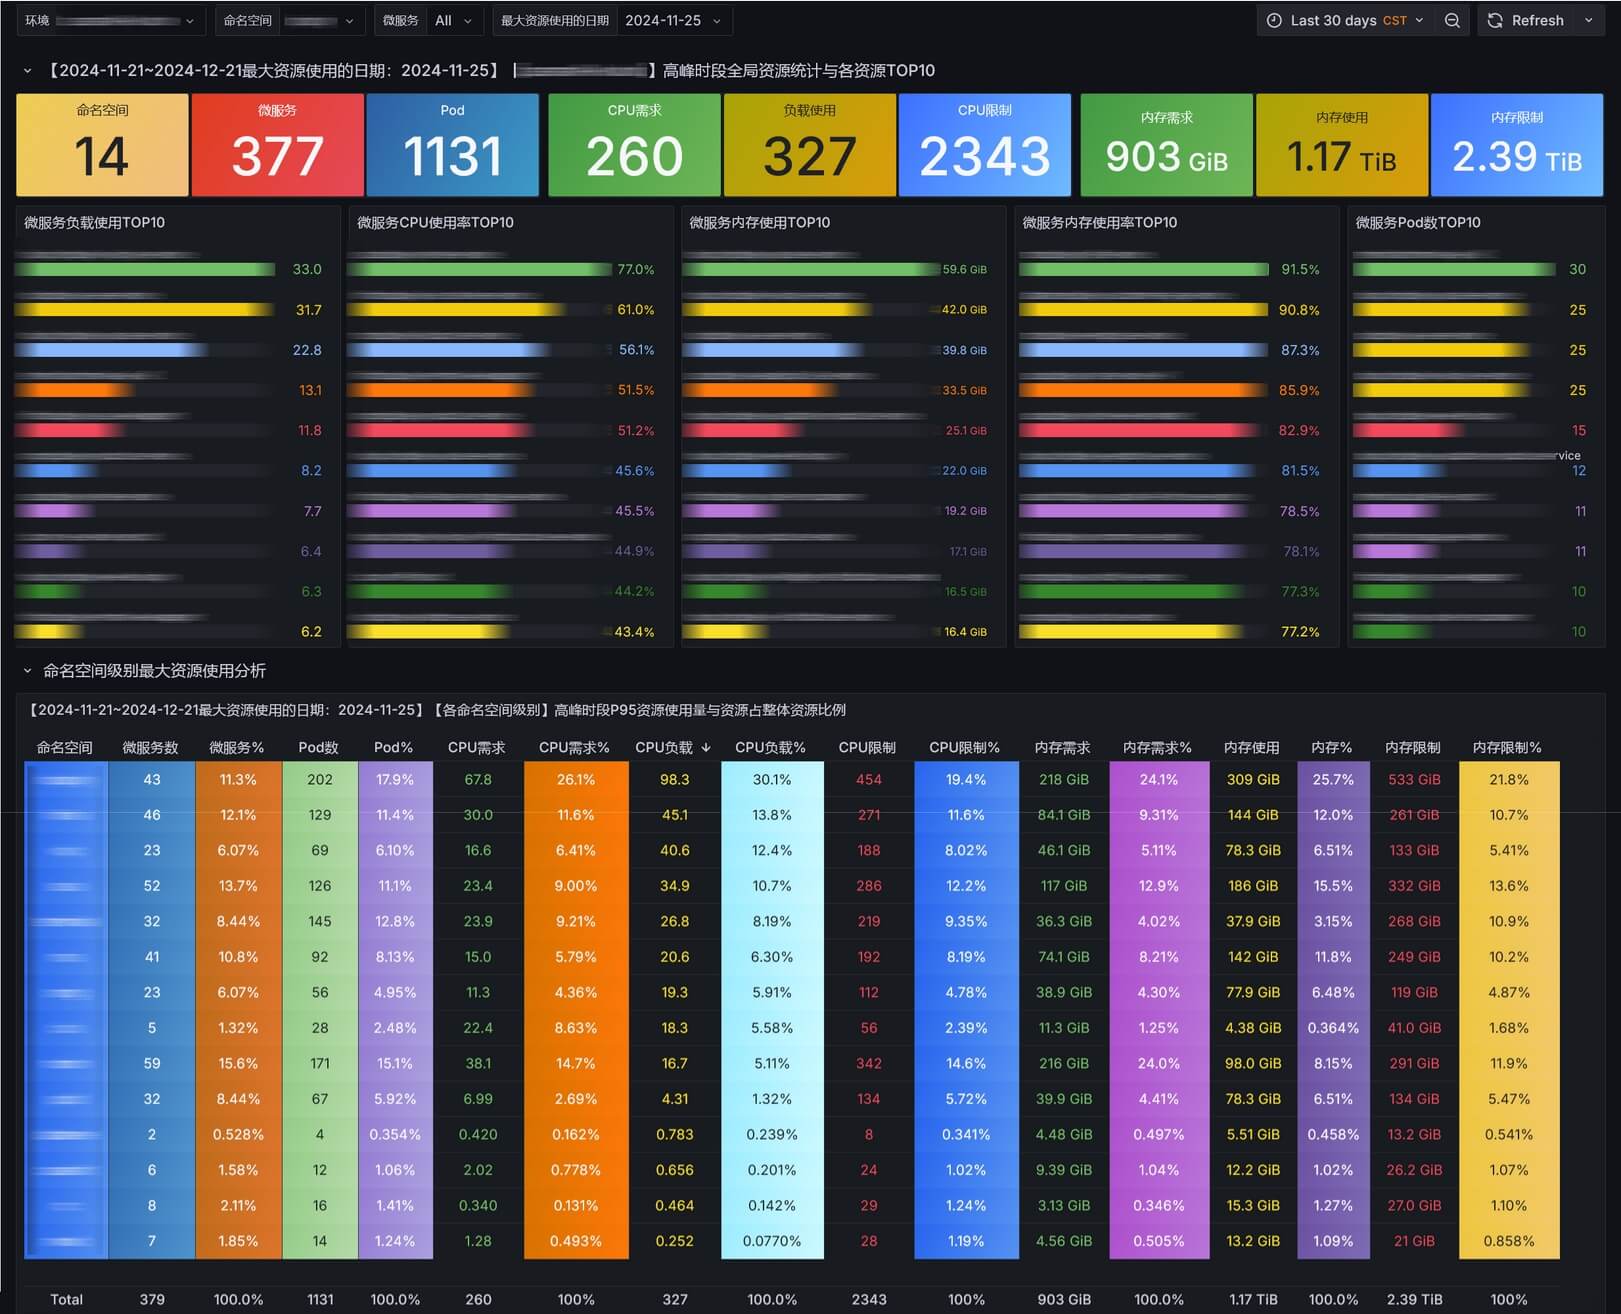 环境
命名空间
微服务 All
最大资源使用的日期 2024-11-25
Last 30 days CST
Refresh
【2024-11-21~2024-12-21最大资源使用的日期：2024-11-25】【 】高峰时段全局资源统计与各资源TOP10
命名空间 微服务 Pod CPU需求 负载使用 CPU限制 内存需求 内存使用 内存限制
14 377 1131 260 327 2343 903 GiB 1.17 TiB 2.39 TiB
微服务负载使用TOP10 微服务CPU使用率TOP10 微服务内存使用TOP10 微服务内存使用率TOP10 微服务Pod数TOP10
33.0 77.0% 59.6 GiB 91.5% 30
31.7 61.0% 42.0 GiB 90.8% 25
22.8 56.1% 39.8 GiB 87.3% 25
13.1 51.5% 33.5 GiB 85.9% 25
11.8 51.2% 25.1 GiB 82.9% 15
rvice
8.2 45.6% 22.0 GiB 81.5% 12
7.7 45.5% 19.2 GiB 78.5% 11
6.4 44.9% 17.1 GiB 78.1% 11
6.3 44.2% 16.5 GiB 77.3% 10
6.2 43.4% 16.4 GiB 77.2% 10
命名空间级别最大资源使用分析
【2024-11-21~2024-12-21最大资源使用的日期：2024-11-25】【各命名空间级别】高峰时段P95资源使用量与资源占整体资源比例
命名空间 微服务数 微服务% Pod数 Pod% CPU需求 CPU需求% CPU负载 ↓ CPU负载% CPU限制 CPU限制% 内存需求 内存需求% 内存使用 内存% 内存限制 内存限制%
43 11.3% 202 17.9% 67.8 26.1% 98.3 30.1% 454 19.4% 218 GiB 24.1% 309 GiB 25.7% 533 GiB 21.8%
46 12.1% 129 11.4% 30.0 11.6% 45.1 13.8% 271 11.6% 84.1 GiB 9.31% 144 GiB 12.0% 261 GiB 10.7%
23 6.07% 69 6.10% 16.6 6.41% 40.6 12.4% 188 8.02% 46.1 GiB 5.11% 78.3 GiB 6.51% 133 GiB 5.41%
52 13.7% 126 11.1% 23.4 9.00% 34.9 10.7% 286 12.2% 117 GiB 12.9% 186 GiB 15.5% 332 GiB 13.6%
32 8.44% 145 12.8% 23.9 9.21% 26.8 8.19% 219 9.35% 36.3 GiB 4.02% 37.9 GiB 3.15% 268 GiB 10.9%
41 10.8% 92 8.13% 15.0 5.79% 20.6 6.30% 192 8.19% 74.1 GiB 8.21% 142 GiB 11.8% 249 GiB 10.2%
23 6.07% 56 4.95% 11.3 4.36% 19.3 5.91% 112 4.78% 38.9 GiB 4.30% 77.9 GiB 6.48% 119 GiB 4.87%
5 1.32% 28 2.48% 22.4 8.63% 18.3 5.58% 56 2.39% 11.3 GiB 1.25% 4.38 GiB 0.364% 41.0 GiB 1.68%
59 15.6% 171 15.1% 38.1 14.7% 16.7 5.11% 342 14.6% 216 GiB 24.0% 98.0 GiB 8.15% 291 GiB 11.9%
32 8.44% 67 5.92% 6.99 2.69% 4.31 1.32% 134 5.72% 39.9 GiB 4.41% 78.3 GiB 6.51% 134 GiB 5.47%
2 0.528% 4 0.354% 0.420 0.162% 0.783 0.239% 8 0.341% 4.48 GiB 0.497% 5.51 GiB 0.458% 13.2 GiB 0.541%
6 1.58% 12 1.06% 2.02 0.778% 0.656 0.201% 24 1.02% 9.39 GiB 1.04% 12.2 GiB 1.02% 26.2 GiB 1.07%
8 2.11% 16 1.41% 0.340 0.131% 0.464 0.142% 29 1.24% 3.13 GiB 0.346% 15.3 GiB 1.27% 27.0 GiB 1.10%
7 1.85% 14 1.24% 1.28 0.493% 0.252 0.0770% 28 1.19% 4.56 GiB 0.505% 13.2 GiB 1.09% 21 GiB 0.858%
Total 379 100.0% 1131 100.0% 260 100% 327 100.0% 2343 100% 903 GiB 100.0% 1.17 TiB 100.0% 2.39 TiB 100%